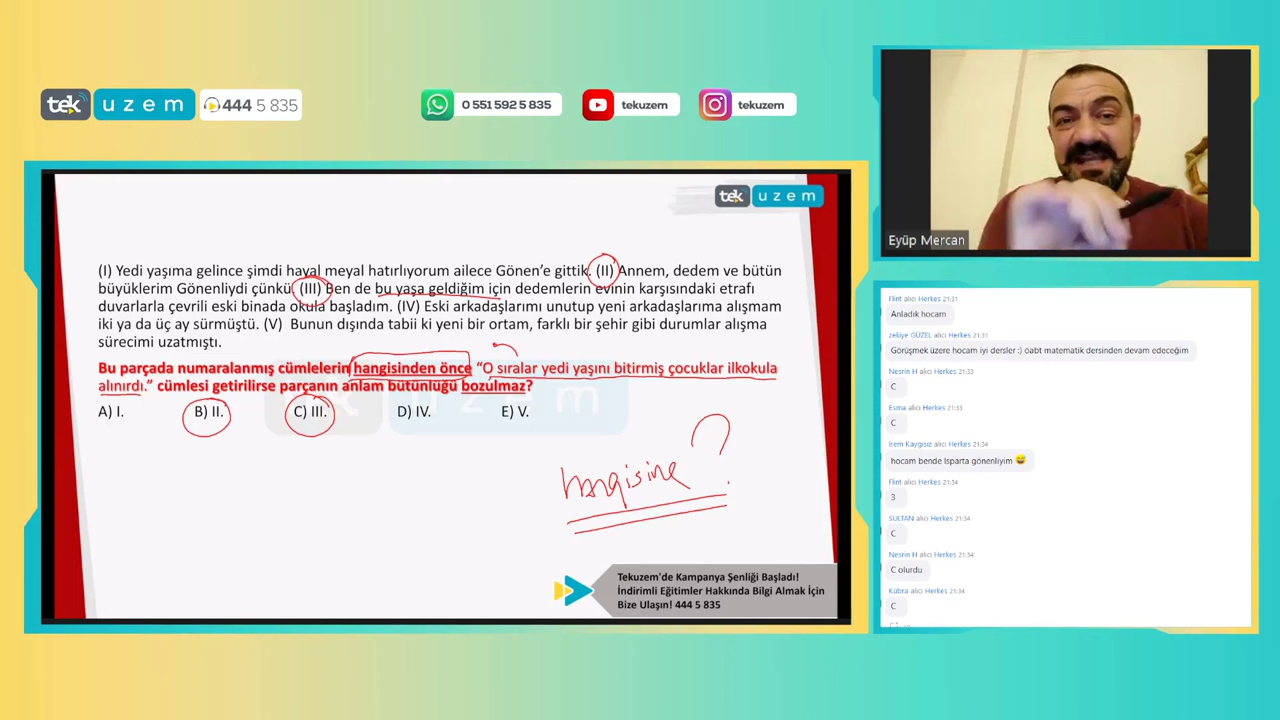 tek uzem 444 5 835
0 551 592 5 835
tekuzem
tekuzem
Eyüp Mercan
tek uzem
(I) Yedi yaşıma gelince şimdi hayal meyal hatırlıyorum ailece Gönen’e gittik. (II) Annem, dedem ve bütün
büyüklerim Gönenliydi çünkü. (III) Ben de bu yaşa geldiğim için dedemlerin evinin karşısındaki etrafı
duvarlarla çevrili eski binada okula başladım. (IV) Eski arkadaşlarımı unutup yeni arkadaşlarıma alışmam
iki ya da üç ay sürmüştü. (V) Bunun dışında tabii ki yeni bir ortam, farklı bir şehir gibi durumlar alışma
sürecimi uzatmıştı.
Bu parçada numaralanmış cümlelerin hangisinden önce “O sıralar yedi yaşını bitirmiş çocuklar ilkokula
alınırdı.” cümlesi getirilirse parçanın anlam bütünlüğü bozulmaz?
A) I. B) II. C) III. D) IV. E) V.
hangisine ?
Tekuzem'de Kampanya Şenliği Başladı!
İndirimli Eğitimler Hakkında Bilgi Almak İçin
Bize Ulaşın! 444 5 835
Flint alıcı Herkes 21:31
Anladık hocam
zekiye GÜZEL alıcı Herkes 21:31
Görüşmek üzere hocam iyi dersler :) öabt matematik dersinden devam edeceğim
Nesrin H alıcı Herkes 21:33
C
Esma alıcı Herkes 21:33
C
İrem Kaygısız alıcı Herkes 21:34
hocam bende Isparta gönenliyim 😅
Flint alıcı Herkes 21:34
3
SULTAN alıcı Herkes 21:34
C
Nesrin H alıcı Herkes 21:34
C olurdu
Kübra alıcı Herkes 21:34
C